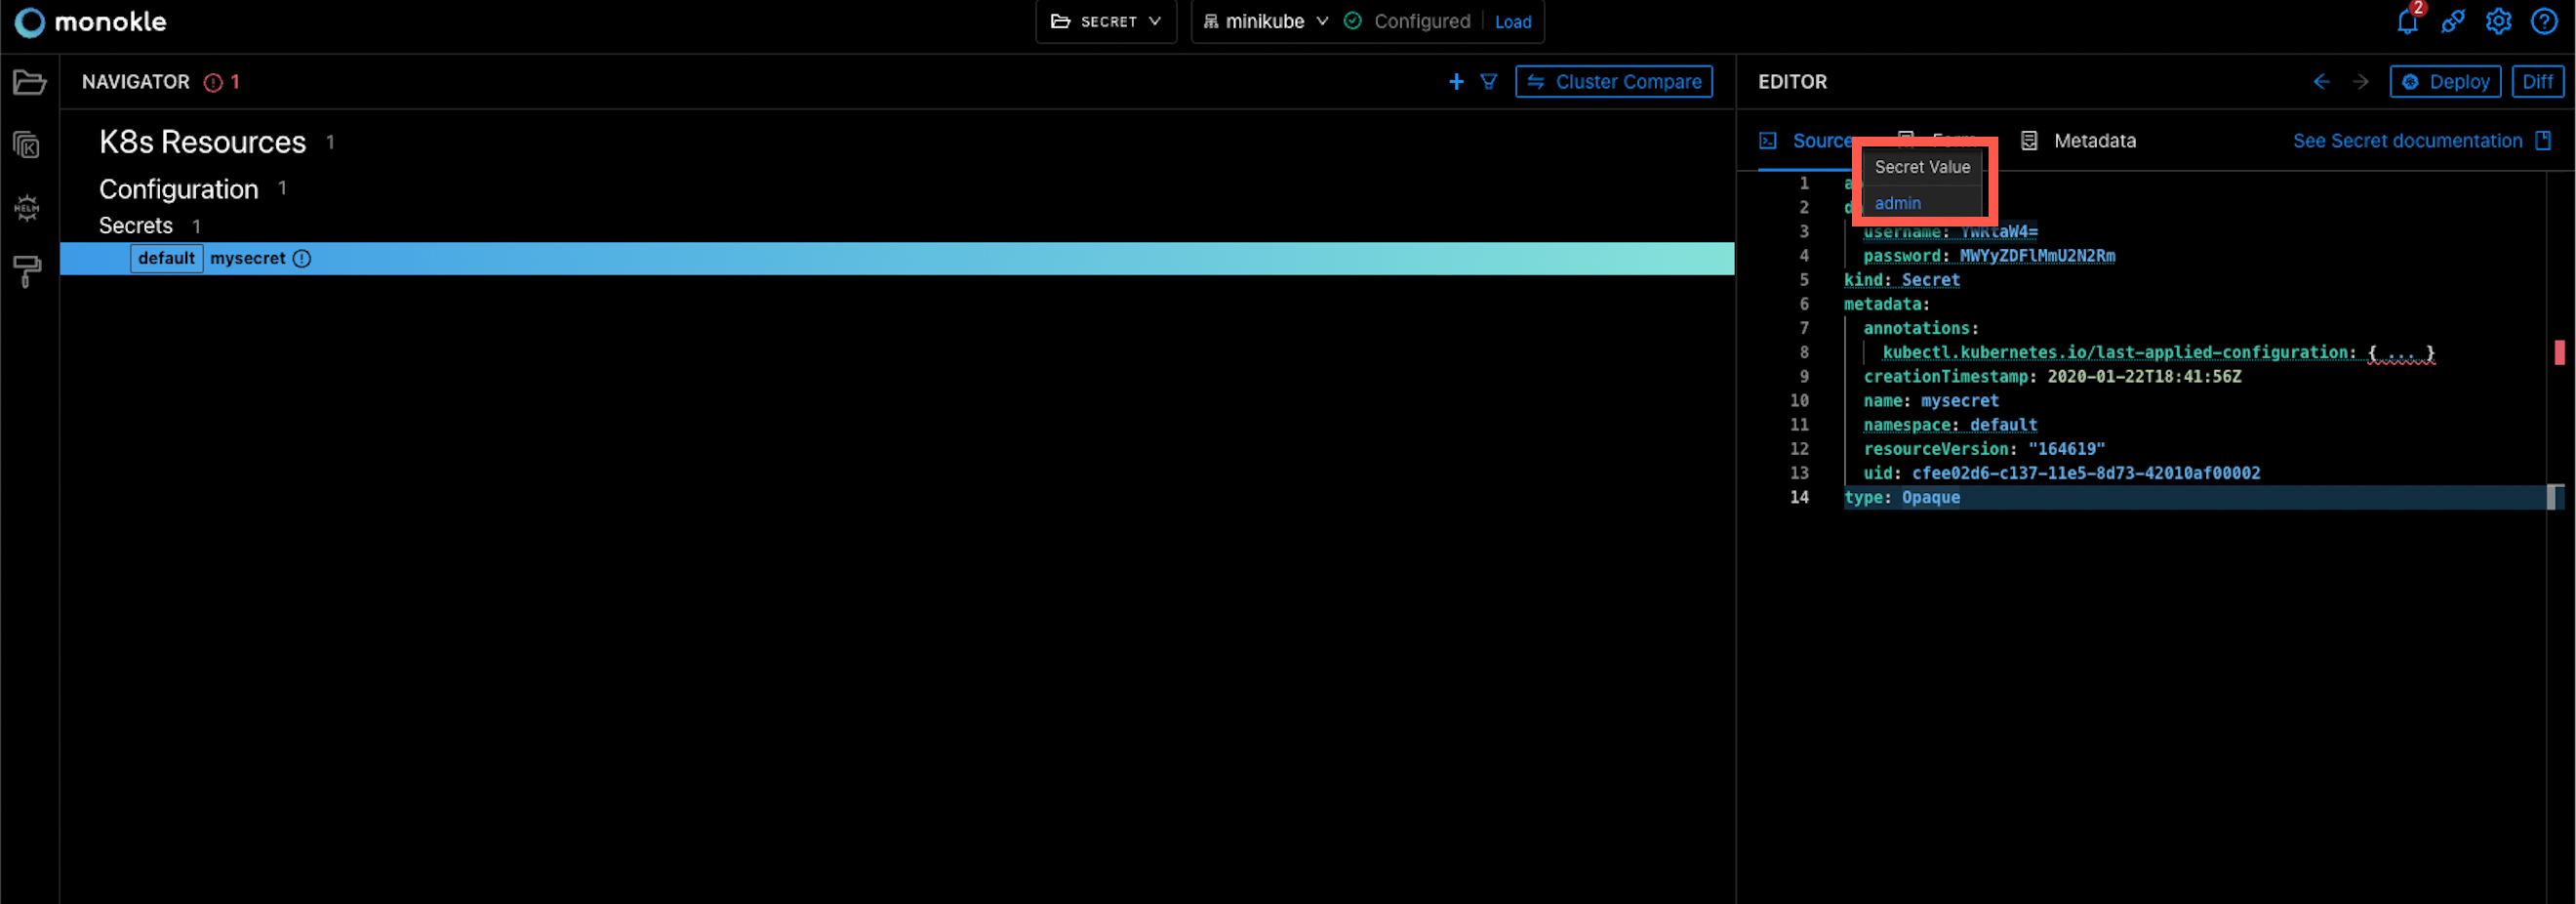 monokle
SECRET
minikube Configured Load
2
NAVIGATOR 1
Cluster Compare
EDITOR
Deploy
Diff
K8s Resources 1
Configuration 1
Secrets 1
default mysecret
Source Form Metadata See Secret documentation
Secret Value
admin
1
2
3 username: YWRtaW4=
4 password: MWYyZDFlMmU2N2Rm
5 kind: Secret
6 metadata:
7 annotations:
8 kubectl.kubernetes.io/last-applied-configuration: { ... }
9 creationTimestamp: 2020-01-22T18:41:56Z
10 name: mysecret
11 namespace: default
12 resourceVersion: "164619"
13 uid: cfee02d6-c137-11e5-8d73-42010af00002
14 type: Opaque
HELM